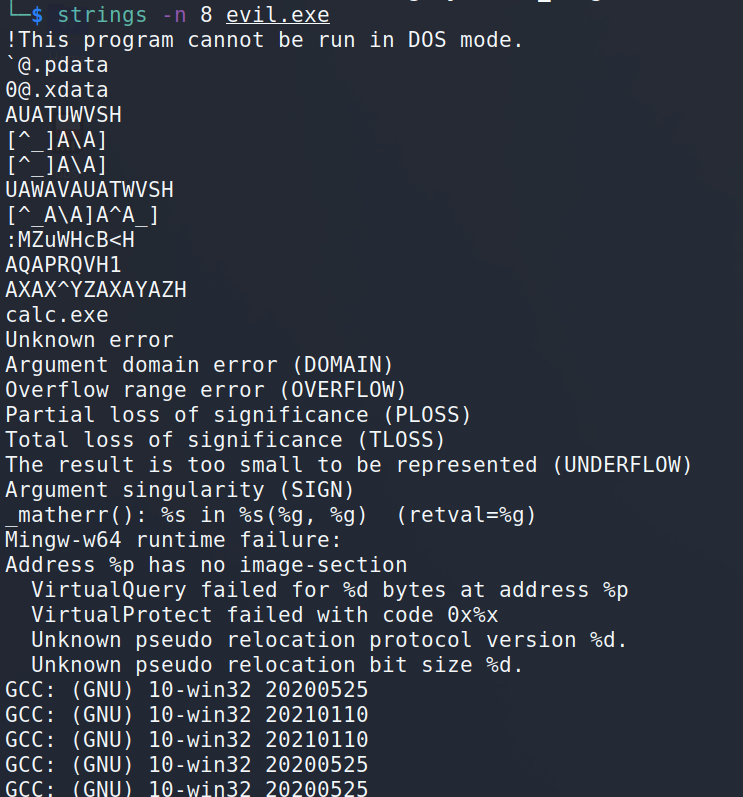 └─$ strings -n 8 evil.exe
!This program cannot be run in DOS mode.
`@.pdata
0@.xdata
AUATUWVSH
[^_]A\A]
[^_]A\A]
UAWAVAUATWVSH
[^_A\A]A^A_]
:MZuWHcB<H
AQAPRQVH1
AXAX^YZAXAYAZH
calc.exe
Unknown error
Argument domain error (DOMAIN)
Overflow range error (OVERFLOW)
Partial loss of significance (PLOSS)
Total loss of significance (TLOSS)
The result is too small to be represented (UNDERFLOW)
Argument singularity (SIGN)
_matherr(): %s in %s(%g, %g)  (retval=%g)
Mingw-w64 runtime failure:
Address %p has no image-section
  VirtualQuery failed for %d bytes at address %p
  VirtualProtect failed with code 0x%x
  Unknown pseudo relocation protocol version %d.
  Unknown pseudo relocation bit size %d.
GCC: (GNU) 10-win32 20200525
GCC: (GNU) 10-win32 20210110
GCC: (GNU) 10-win32 20210110
GCC: (GNU) 10-win32 20200525
GCC: (GNU) 10-win32 20200525